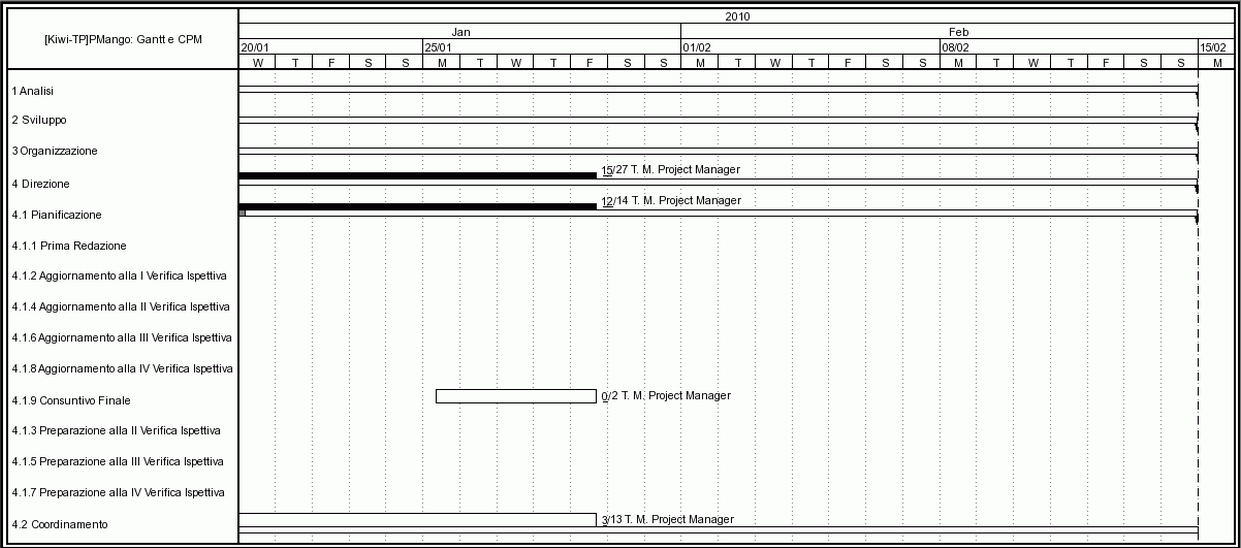 2010
[Kiwi-TP]PMango: Gantt e CPM
Jan Feb
20/01 25/01 01/02 08/02 15/02
W T F S S M T W T F S S M T W T F S S M T W T F S S M
1 Analisi
2 Sviluppo
3 Organizzazione
15/27 T. M. Project Manager
4 Direzione
12/14 T. M. Project Manager
4.1 Pianificazione
4.1.1 Prima Redazione
4.1.2 Aggiornamento alla I Verifica Ispettiva
4.1.4 Aggiornamento alla II Verifica Ispettiva
4.1.6 Aggiornamento alla III Verifica Ispettiva
4.1.8 Aggiornamento alla IV Verifica Ispettiva
4.1.9 Consuntivo Finale 0/2 T. M. Project Manager
4.1.3 Preparazione alla II Verifica Ispettiva
4.1.5 Preparazione alla III Verifica Ispettiva
4.1.7 Preparazione alla IV Verifica Ispettiva
4.2 Coordinamento 3/13 T. M. Project Manager